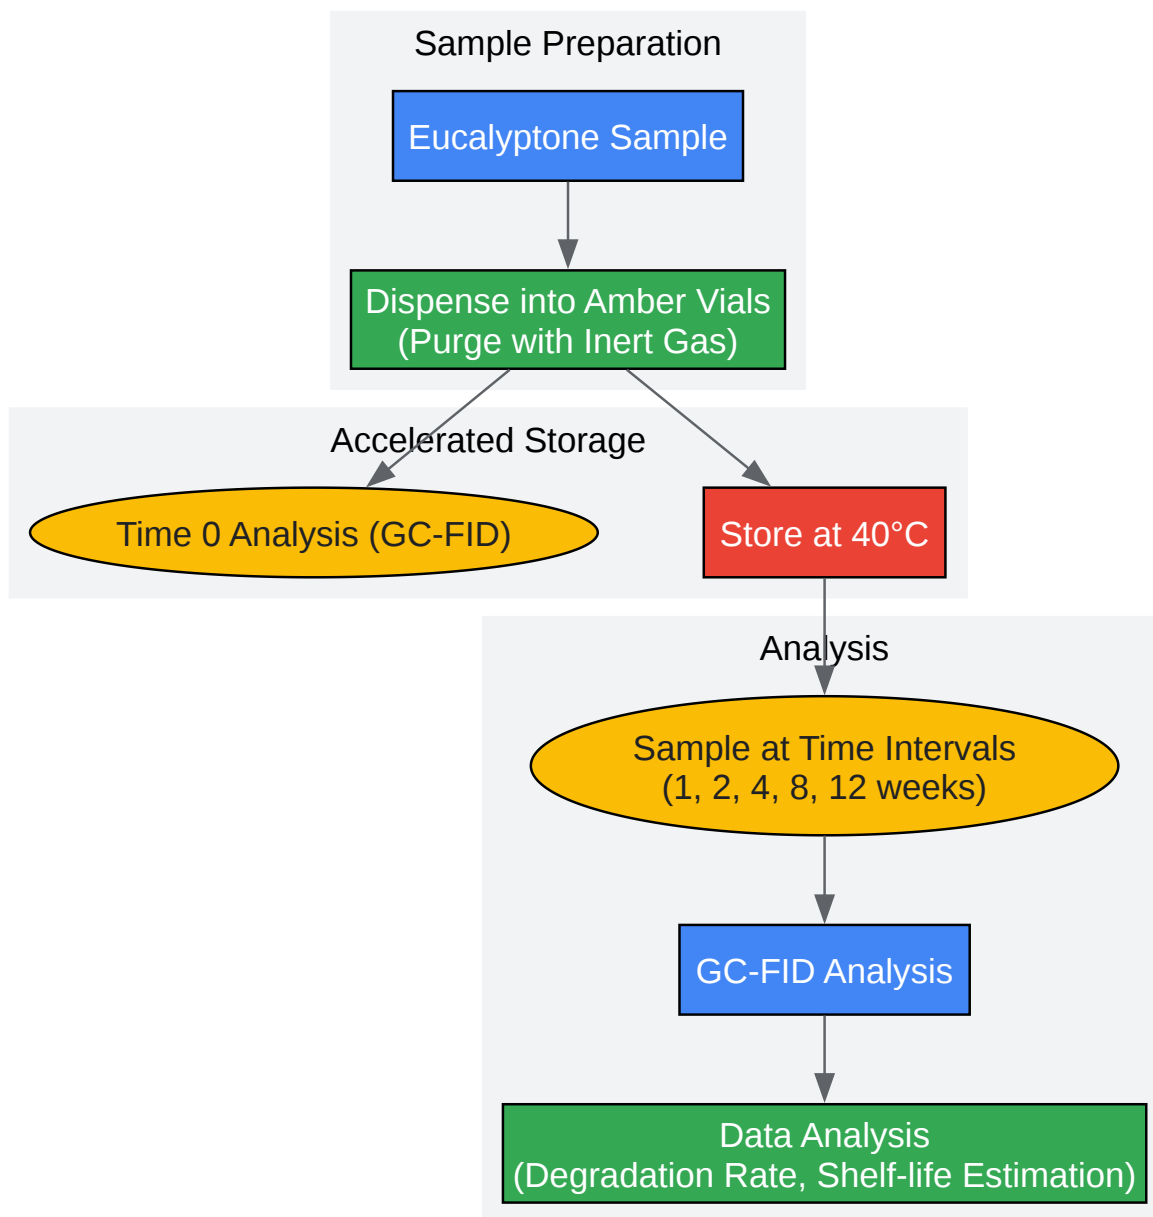 Sample Preparation
Eucalyptone Sample
Dispense into Amber Vials
(Purge with Inert Gas)
Accelerated Storage
Time 0 Analysis (GC-FID)
Store at 40°C
Analysis
Sample at Time Intervals
(1, 2, 4, 8, 12 weeks)
GC-FID Analysis
Data Analysis
(Degradation Rate, Shelf-life Estimation)